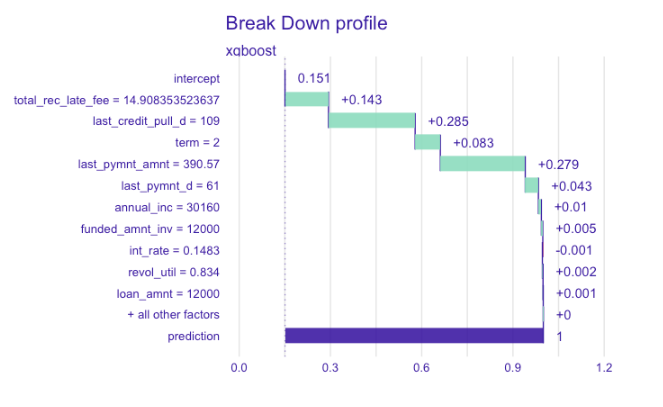 Break Down profile
xgboost
intercept 0.151
total_rec_late_fee = 14.908353523637 +0.143
last_credit_pull_d = 109 +0.285
term = 2 +0.083
last_pymnt_amnt = 390.57 +0.279
last_pymnt_d = 61 +0.043
annual_inc = 30160 +0.01
funded_amnt_inv = 12000 +0.005
int_rate = 0.1483 -0.001
revol_util = 0.834 +0.002
loan_amnt = 12000 +0.001
+ all other factors +0
prediction 1
0.0 0.3 0.6 0.9 1.2